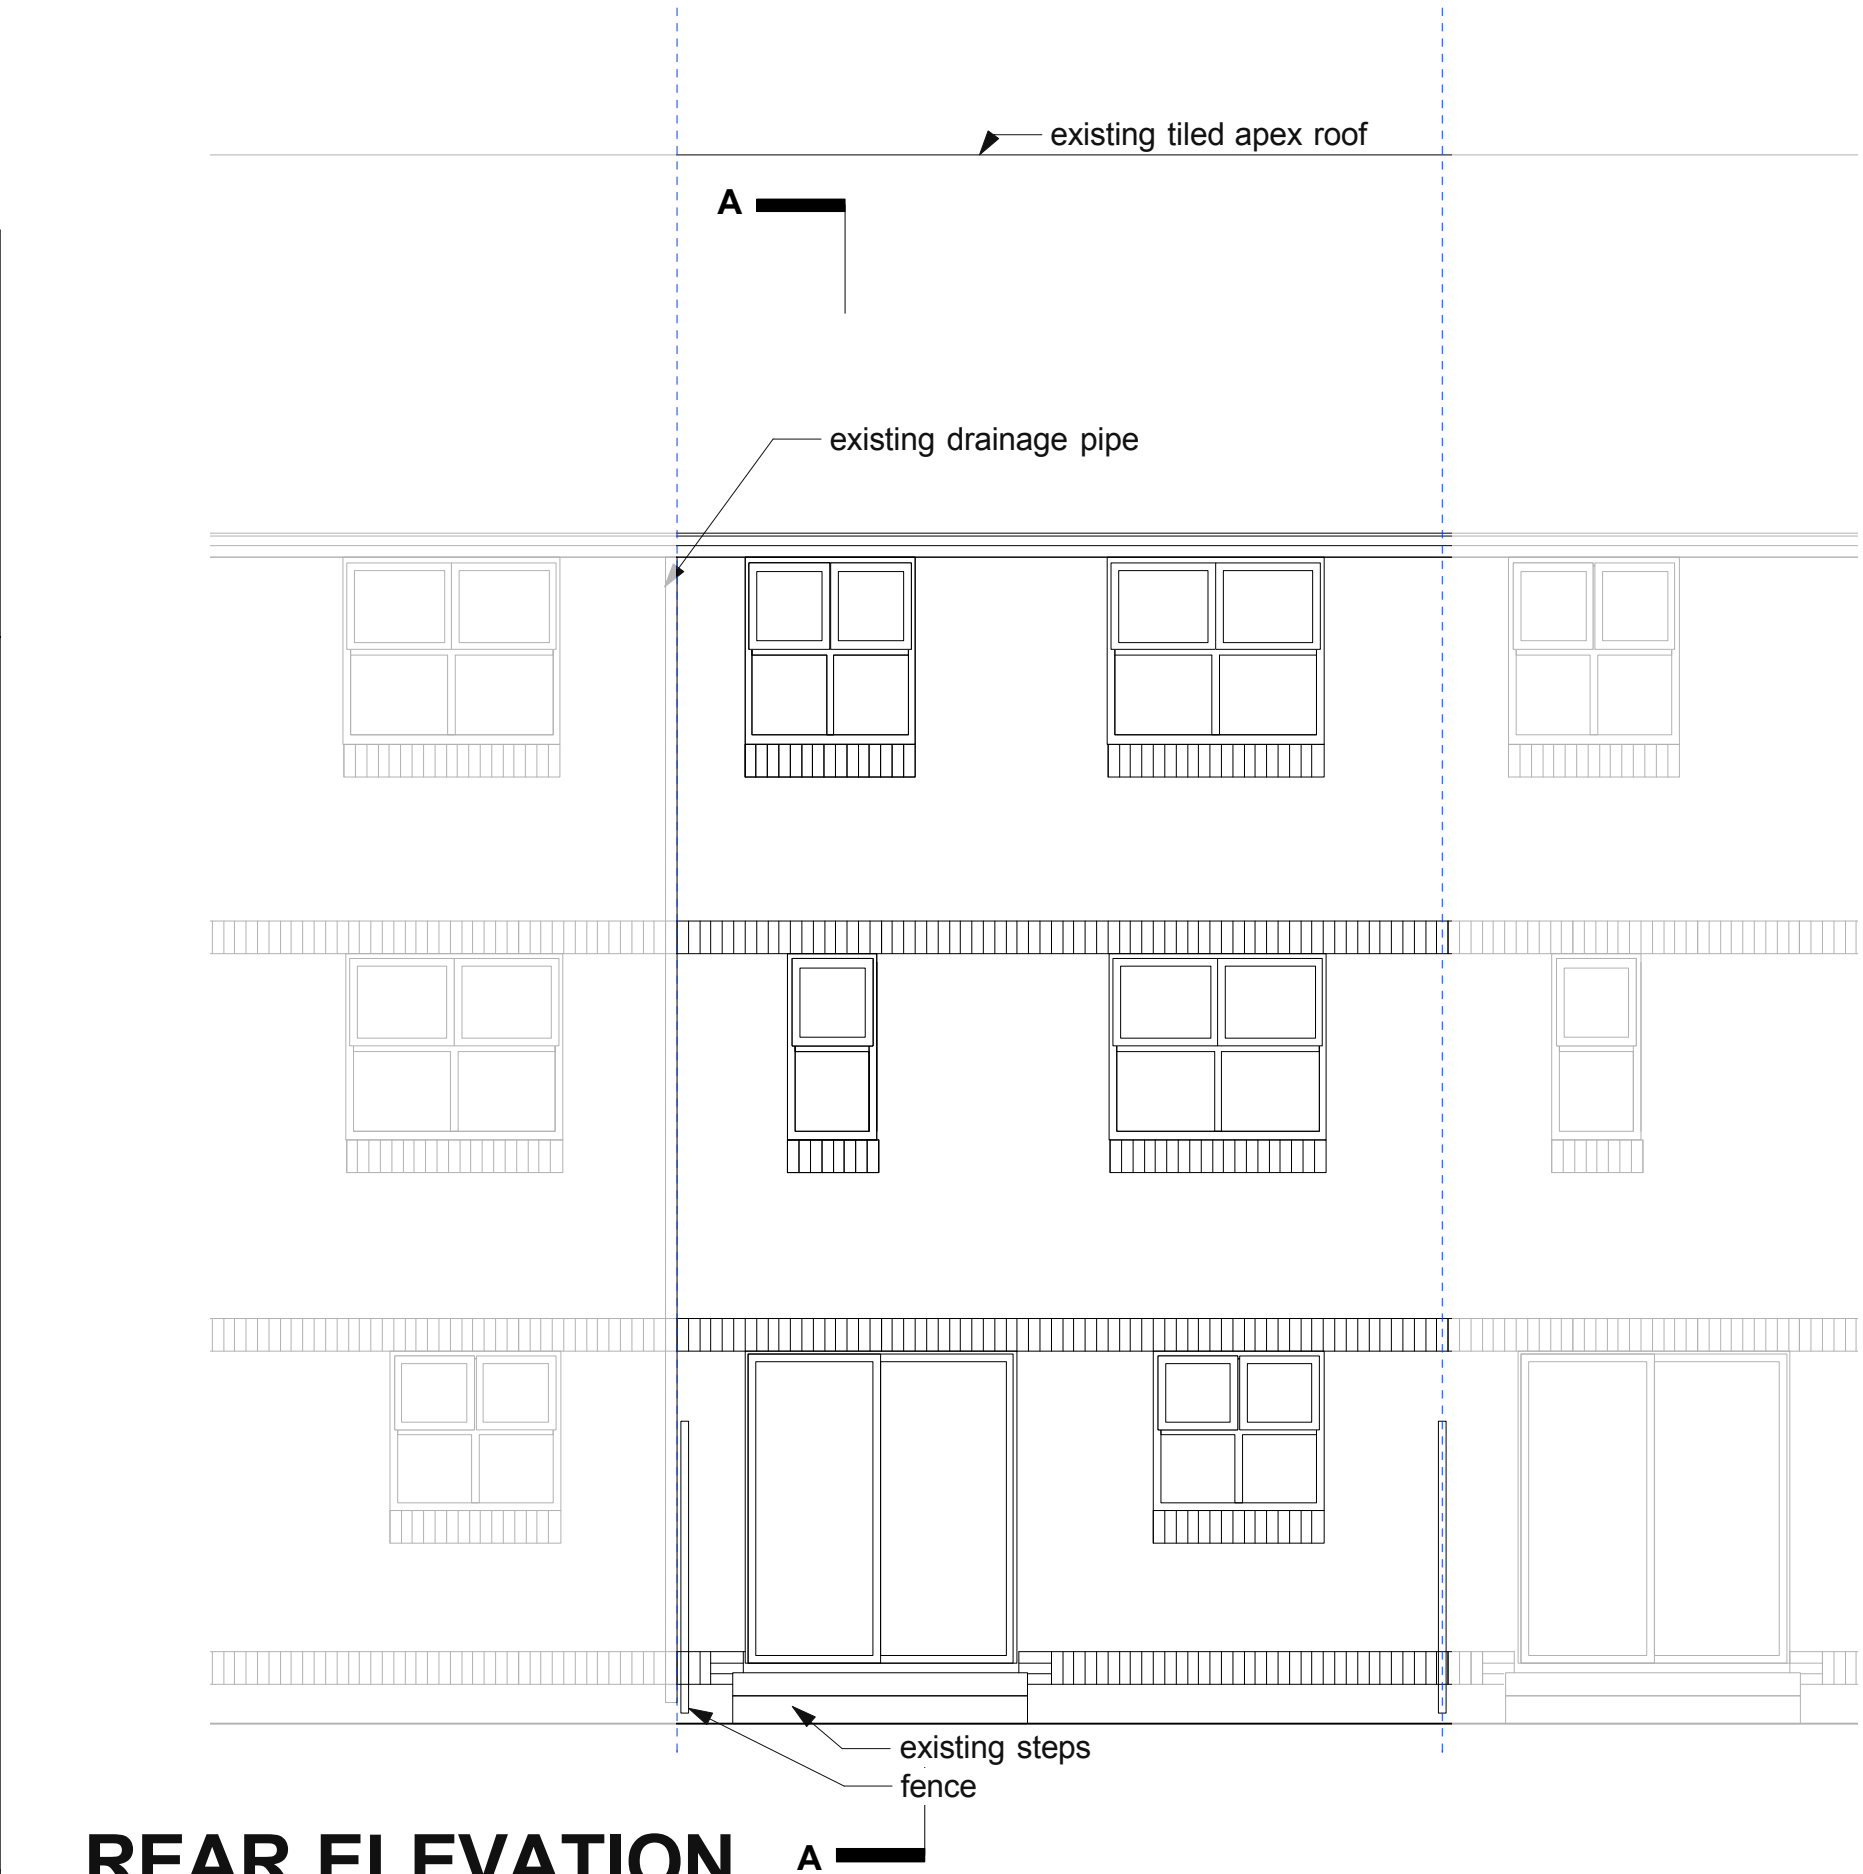 existing tiled apex roof
A
existing drainage pipe
existing steps
fence
REAR ELEVATION
A